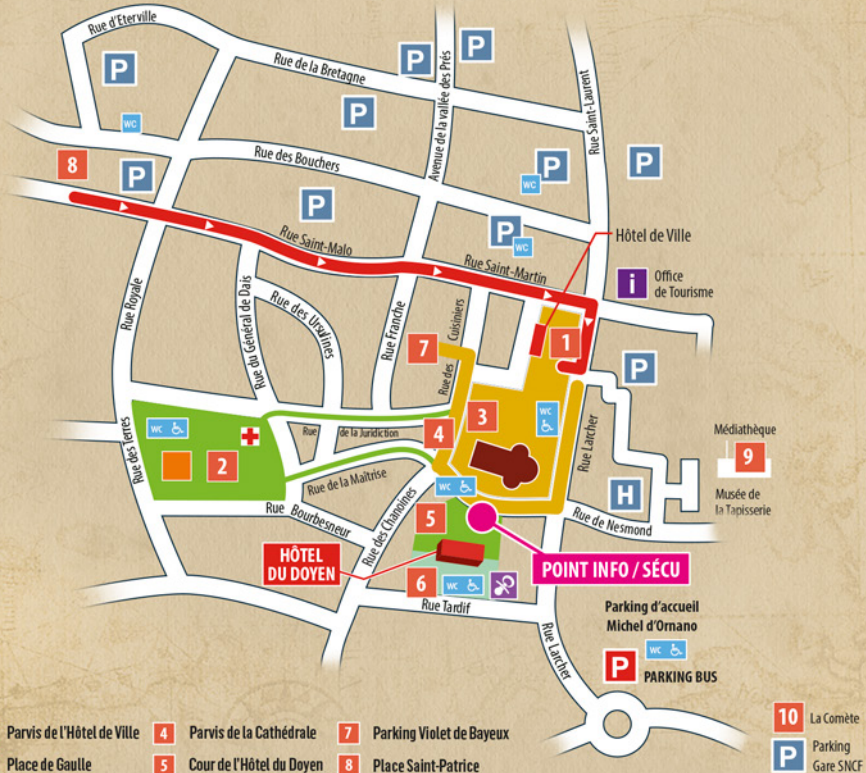 Rue d'Eterville
P
P
P
Rue de la Bretagne
Avenue de la vallée des Prés
Rue Saint-Laurent
P
WC
8
P
Rue des Bouchers
P
WC
P
P
P
WC
Rue Saint-Malo
Rue Saint-Martin
Hôtel de Ville
i
Office
de Tourisme
Rue Royale
Rue du Général de Dais
Rue des Ursulines
Rue Franche
Rue des Cuisiniers
7
1
P
3
WC
Rue Larcher
4
Rue de la Juridiction
WC
2
Rue des Terres
Rue de la Maîtrise
WC
Médiathèque
9
Musée de
la Tapisserie
H
Rue Bourbesneur
Rue des Chanoines
5
Rue de Nesmond
HÔTEL
DU DOYEN
POINT INFO / SÉCU
6
WC
Rue Tardif
Rue Larcher
Parking d'accueil
Michel d'Ornano
WC
P
PARKING BUS
Parvis de l'Hôtel de Ville
4 Parvis de la Cathédrale
7 Parking Violet de Bayeux
10 La Comète
Place de Gaulle
5 Cour de l'Hôtel du Doyen
8 Place Saint-Patrice
P Parking
Gare SNCF